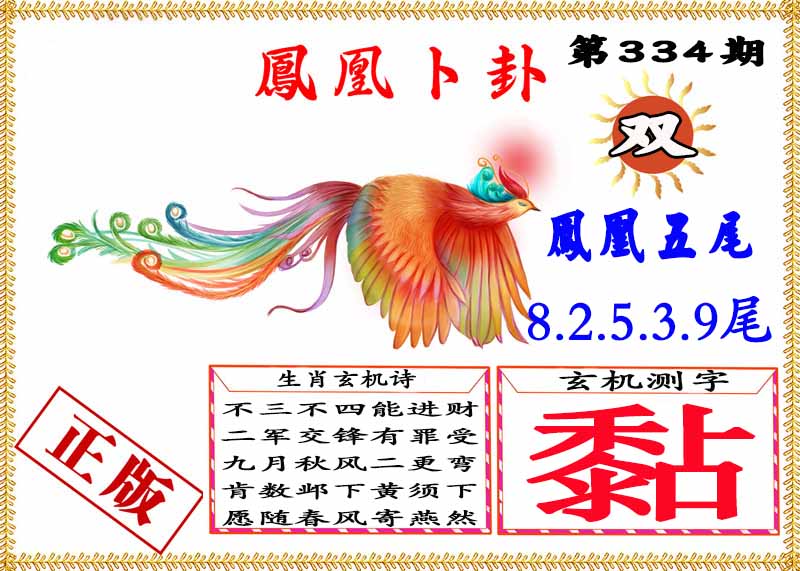 鳳凰卜卦
第334期
双
鳳凰五尾
8.2.5.3.9尾
生肖玄机诗
不三不四能进财
二军交锋有罪受
九月秋风二更弯
肯数邺下黄须下
愿随春风寄燕然
玄机测字
黏
正版